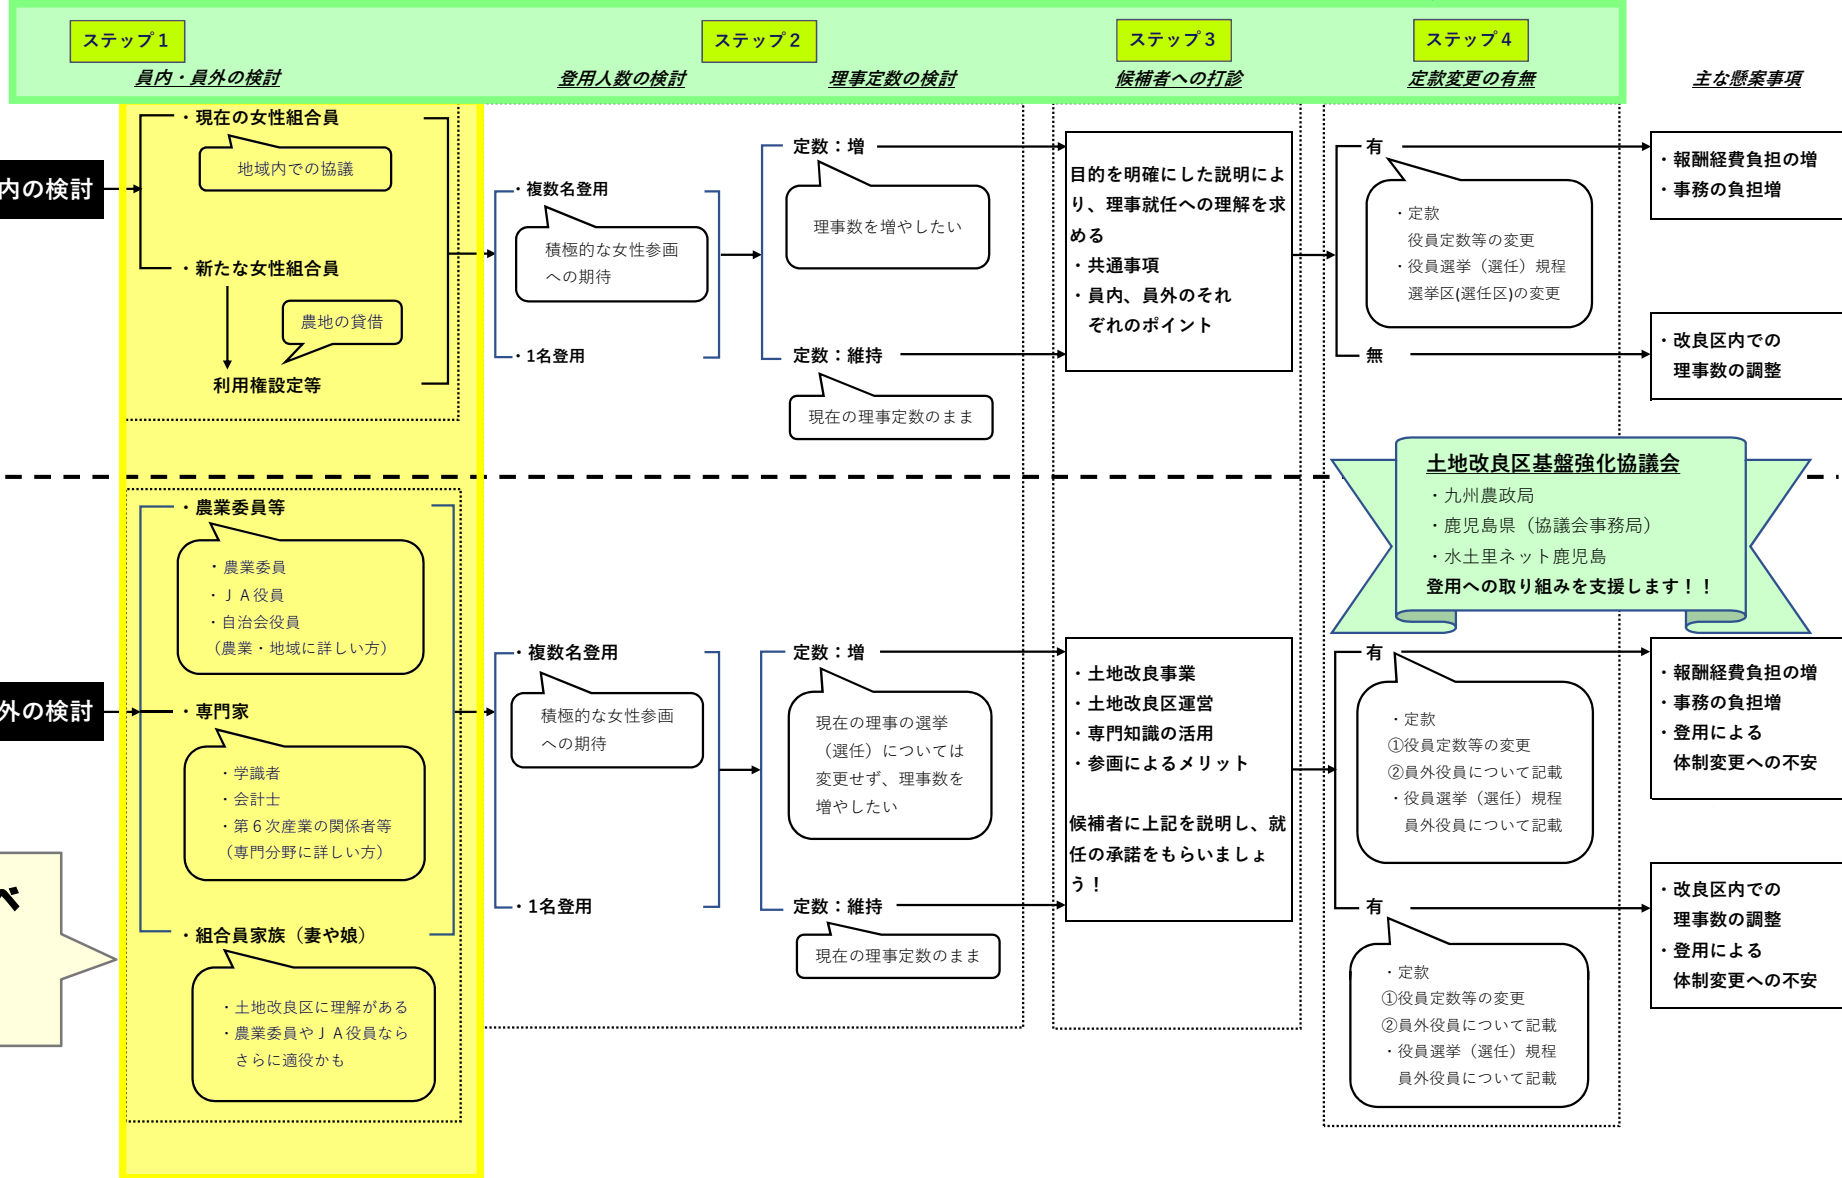 ステップ１
ステップ２
ステップ３
ステップ４
員内・員外の検討
登用人数の検討
理事定数の検討
候補者への打診
定款変更の有無
主な懸案事項
内の検討
・現在の女性組合員
地域内での協議
・新たな女性組合員
農地の貸借
利用権設定等
・複数名登用
積極的な女性参画
への期待
・1名登用
定数：増
理事数を増やしたい
定数：維持
現在の理事定数のまま
目的を明確にした説明によ
り、理事就任への理解を求
める
・共通事項
・員内、員外のそれ
ぞれのポイント
有
・定款
役員定数等の変更
・役員選挙（選任）規程
選挙区(選任区)の変更
無
・報酬経費負担の増
・事務の負担増
・改良区内での
理事数の調整
土地改良区基盤強化協議会
・九州農政局
・鹿児島県（協議会事務局）
・水土里ネット鹿児島
登用への取り組みを支援します！！
外の検討
・農業委員等
・農業委員
・ＪＡ役員
・自治会役員
（農業・地域に詳しい方）
・専門家
・学識者
・会計士
・第６次産業の関係者等
（専門分野に詳しい方）
・組合員家族（妻や娘）
・土地改良区に理解がある
・農業委員やＪＡ役員なら
さらに適役かも
・複数名登用
積極的な女性参画
への期待
・1名登用
定数：増
現在の理事の選挙
（選任）については
変更せず、理事数を
増やしたい
定数：維持
現在の理事定数のまま
・土地改良事業
・土地改良区運営
・専門知識の活用
・参画によるメリット
候補者に上記を説明し、就
任の承諾をもらいましょ
う！
有
・定款
①役員定数等の変更
②員外役員について記載
・役員選挙（選任）規程
員外役員について記載
有
・定款
①役員定数等の変更
②員外役員について記載
・役員選挙（選任）規程
員外役員について記載
・報酬経費負担の増
・事務の負担増
・登用による
体制変更への不安
・改良区内での
理事数の調整
・登用による
体制変更への不安